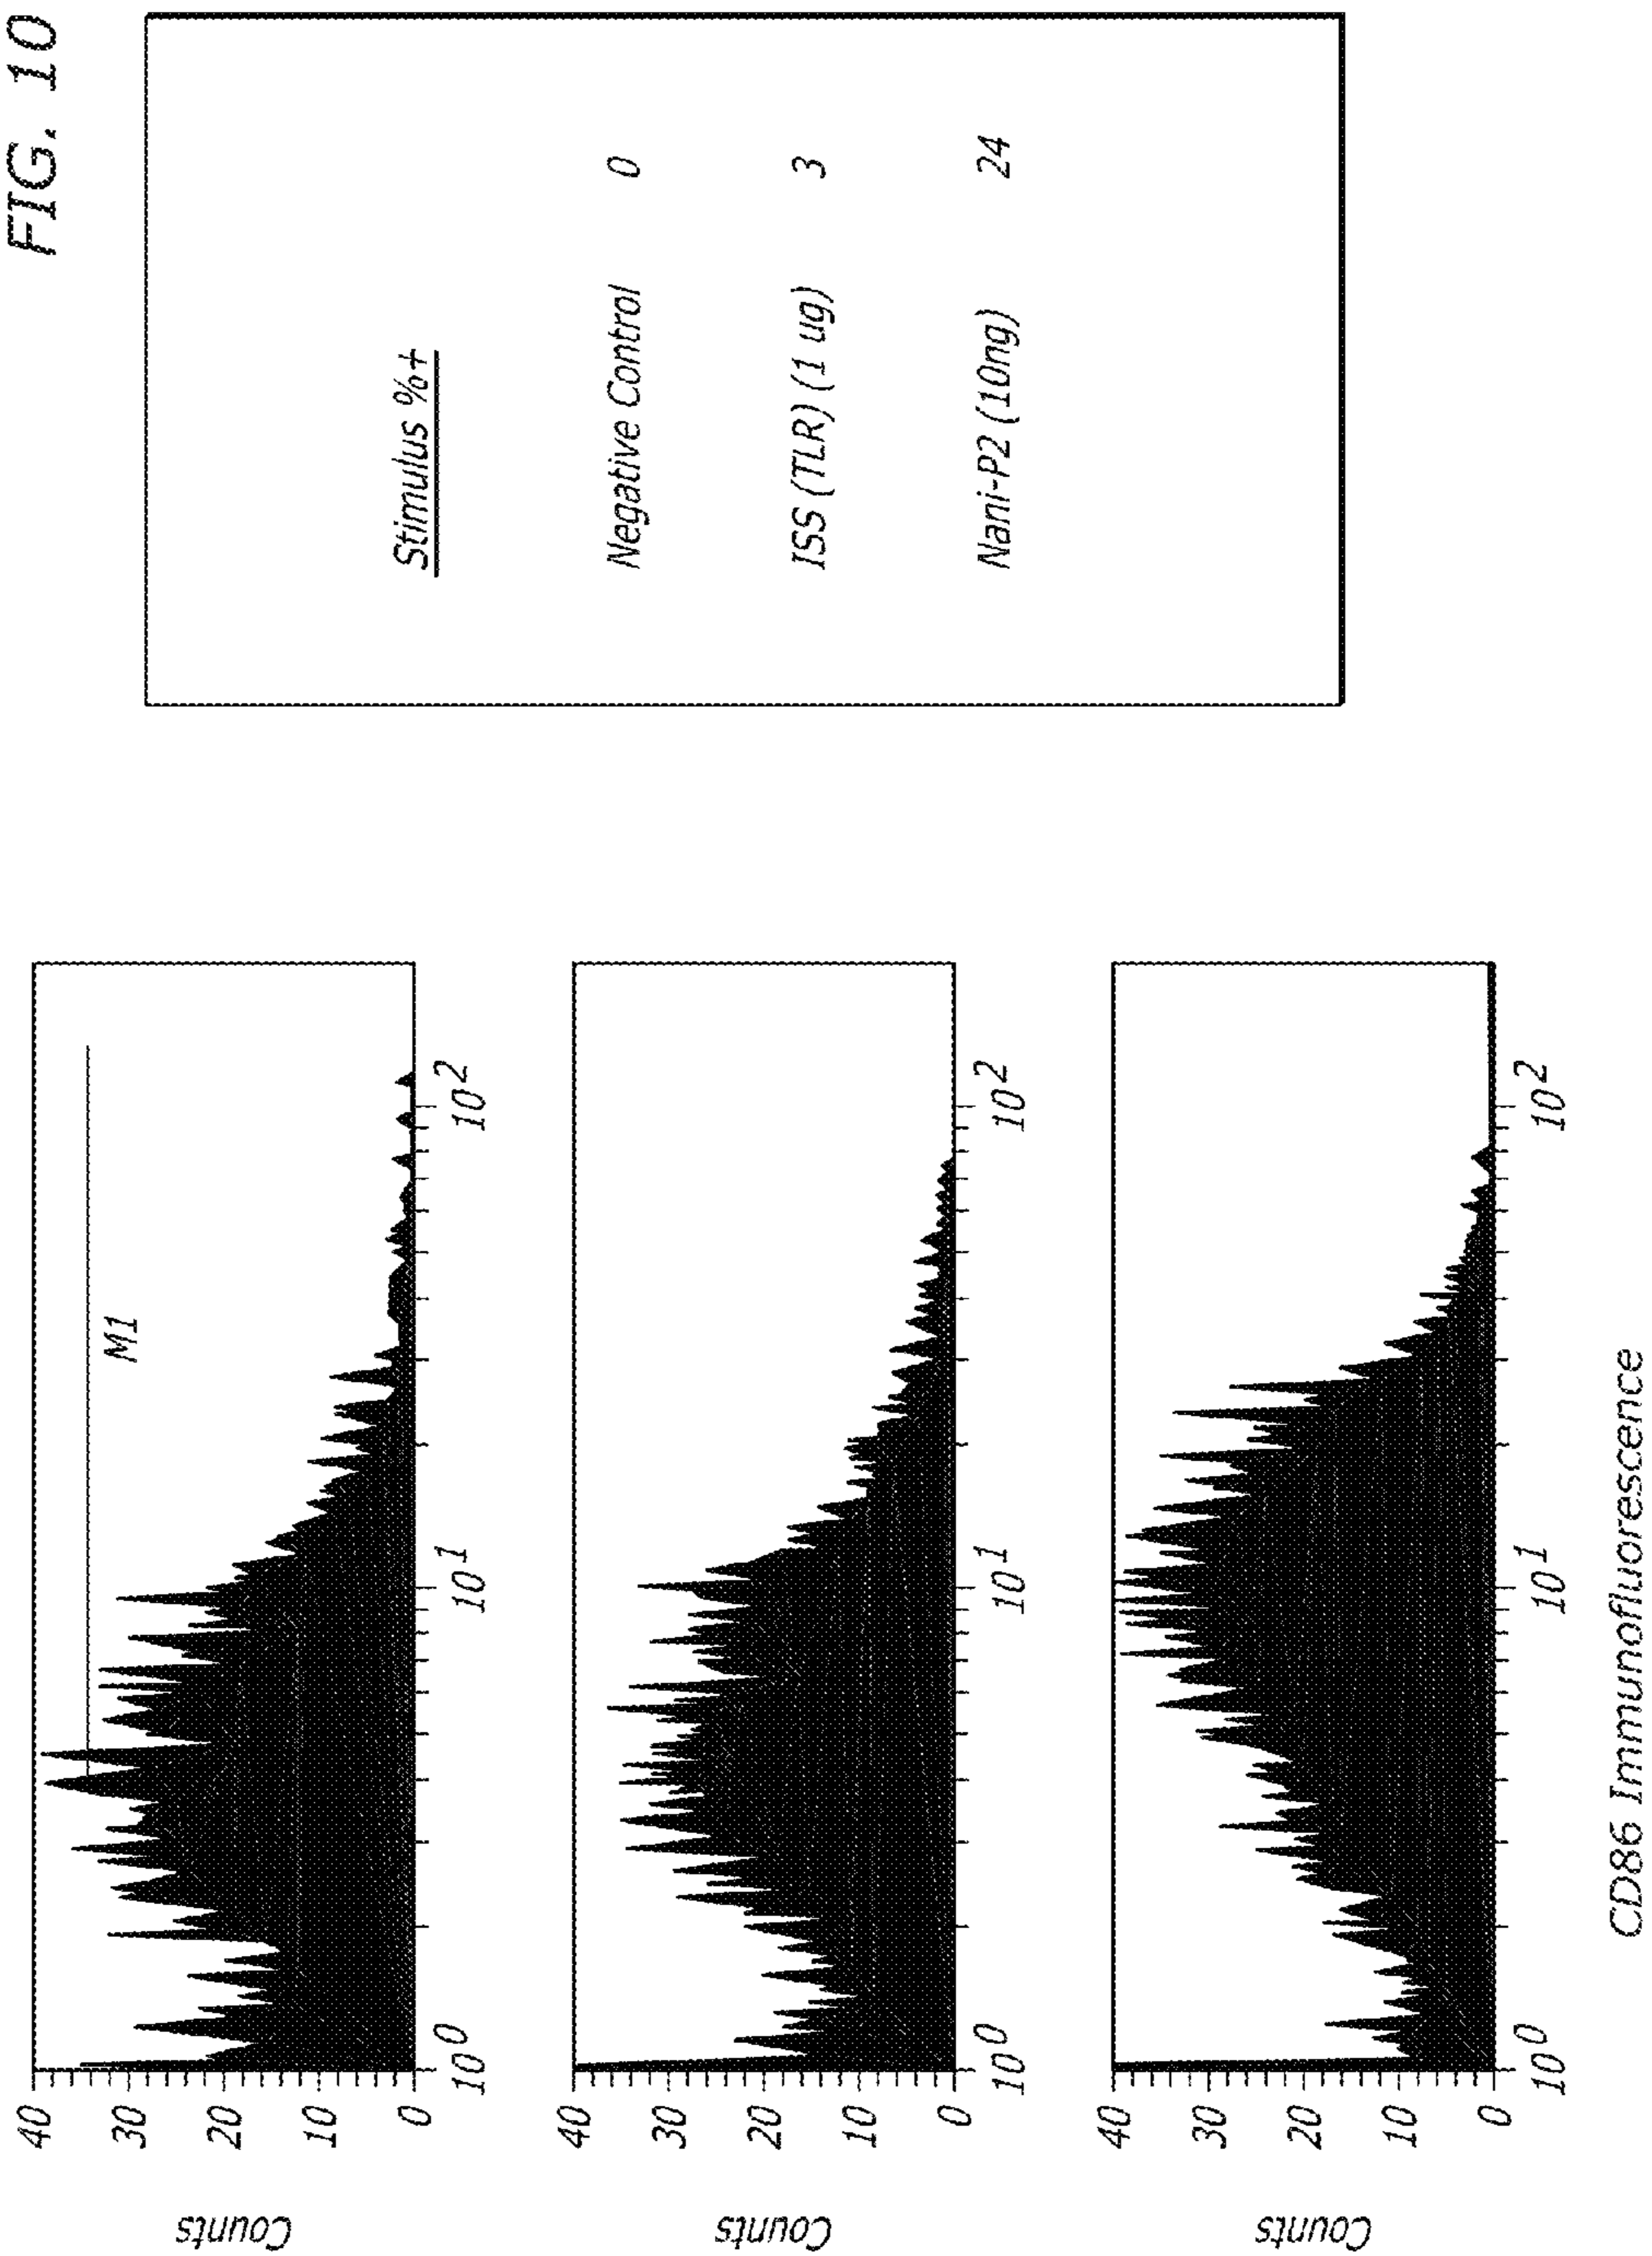 FIG. 10
Counts
40
30
20
10
0
M1
10^0
10^1
10^2
Counts
40
30
20
10
0
10^0
10^1
10^2
Counts
40
30
20
10
0
10^0
10^1
10^2
CD86 Immunofluorescence
Stimulus %+
Negative Control 0
ISS (TLR) (1 ug) 3
Nani-P2 (10ng) 24